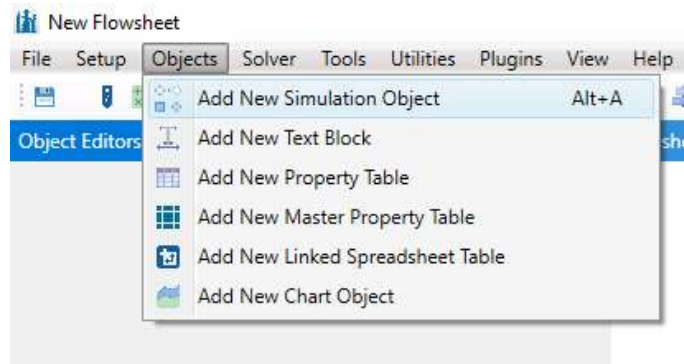 New Flowsheet
File Setup Objects Solver Tools Utilities Plugins View Help
Add New Simulation Object Alt+A
Object Editors
Add New Text Block
Add New Property Table
Add New Master Property Table
Add New Linked Spreadsheet Table
Add New Chart Object